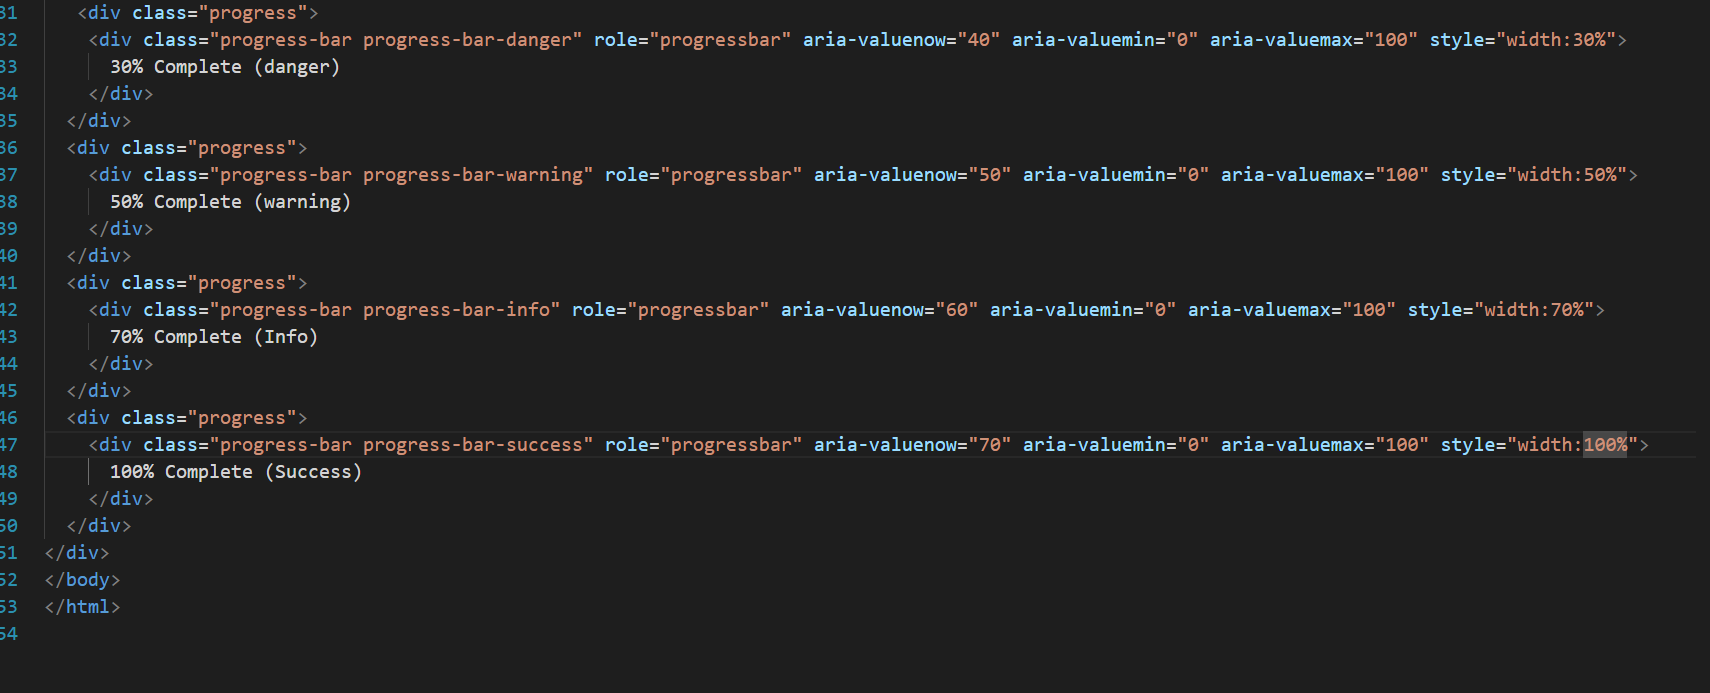 31 <div class="progress">
32 <div class="progress-bar progress-bar-danger" role="progressbar" aria-valuenow="40" aria-valuemin="0" aria-valuemax="100" style="width:30%">
33 30% Complete (danger)
34 </div>
35 </div>
36 <div class="progress">
37 <div class="progress-bar progress-bar-warning" role="progressbar" aria-valuenow="50" aria-valuemin="0" aria-valuemax="100" style="width:50%">
38 50% Complete (warning)
39 </div>
40 </div>
41 <div class="progress">
42 <div class="progress-bar progress-bar-info" role="progressbar" aria-valuenow="60" aria-valuemin="0" aria-valuemax="100" style="width:70%">
43 70% Complete (Info)
44 </div>
45 </div>
46 <div class="progress">
47 <div class="progress-bar progress-bar-success" role="progressbar" aria-valuenow="70" aria-valuemin="0" aria-valuemax="100" style="width:100%">
48 100% Complete (Success)
49 </div>
50 </div>
51 </div>
52 </body>
53 </html>
54